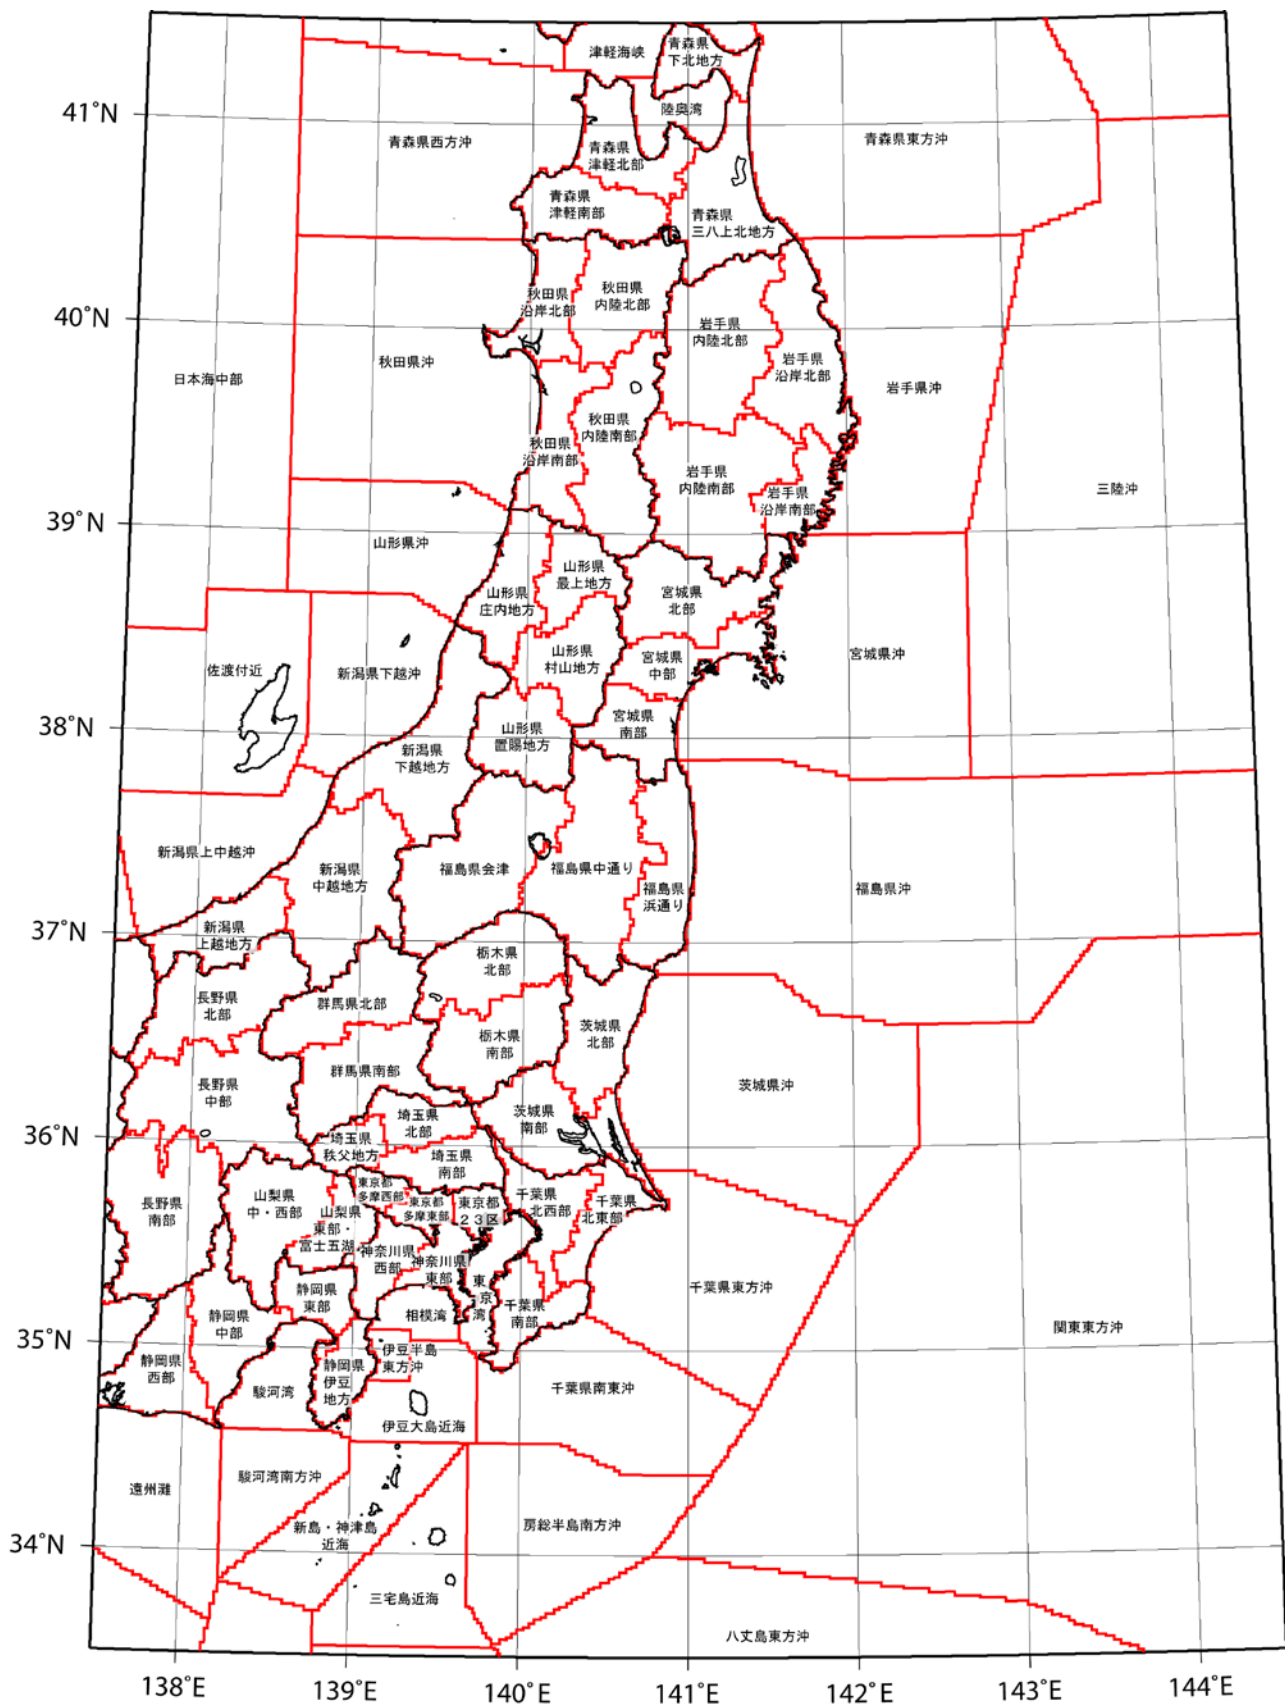 津軽海峡
青森県
下北地方
陸奥湾
41°N
青森県西方沖
青森県東方沖
青森県
津軽北部
青森県
津軽南部
青森県
三八上北地方
秋田県
沿岸北部
秋田県
内陸北部
40°N
岩手県
内陸北部
岩手県
沿岸北部
日本海中部
秋田県沖
岩手県沖
秋田県
内陸南部
秋田県
沿岸南部
岩手県
内陸南部
岩手県
沿岸南部
三陸沖
39°N
山形県沖
山形県
最上地方
山形県
庄内地方
宮城県
北部
山形県
村山地方
宮城県
中部
宮城県沖
佐渡付近
新潟県下越沖
38°N
山形県
置賜地方
宮城県
南部
新潟県
下越地方
新潟県上中越沖
新潟県
中越地方
福島県会津
福島県中通り
福島県
浜通り
福島県沖
37°N
新潟県
上越地方
栃木県
北部
長野県
北部
群馬県北部
栃木県
南部
茨城県
北部
群馬県南部
長野県
中部
茨城県沖
36°N
埼玉県
北部
茨城県
南部
埼玉県
秩父地方
埼玉県
南部
東京都
多摩西部
東京都
多摩東部
東京都
23区
千葉県
北西部
千葉県
北東部
長野県
南部
山梨県
中・西部
山梨県
東部・
富士五湖
神奈川県
西部
神奈川県
東部
東
京
湾
千葉県
南部
千葉県東方沖
静岡県
東部
静岡県
中部
相模湾
35°N
関東東方沖
静岡県
西部
駿河湾
静岡県
伊豆
地方
伊豆半島
東方沖
千葉県南東沖
伊豆大島近海
遠州灘
駿河湾南方沖
新島・神津島
近海
房総半島南方沖
34°N
三宅島近海
八丈島東方沖
138°E
139°E
140°E
141°E
142°E
143°E
144°E